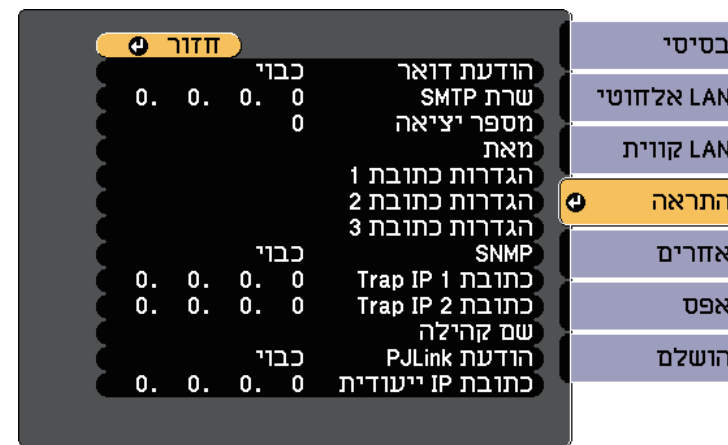 חזור
הודעת דואר כבוי
שרת SMTP 0. 0. 0. 0
מספר יציאה 0
מאת
הגדרות כתובת 1
הגדרות כתובת 2
הגדרות כתובת 3
SNMP כבוי
כתובת Trap IP 1 0. 0. 0. 0
כתובת Trap IP 2 0. 0. 0. 0
שם קהילה
הודעת PJLink כבוי
כתובת IP ייעודית 0. 0. 0. 0
בסיסי
LAN אלחוטי
LAN קווית
התראה
אחרים
אפס
הושלם